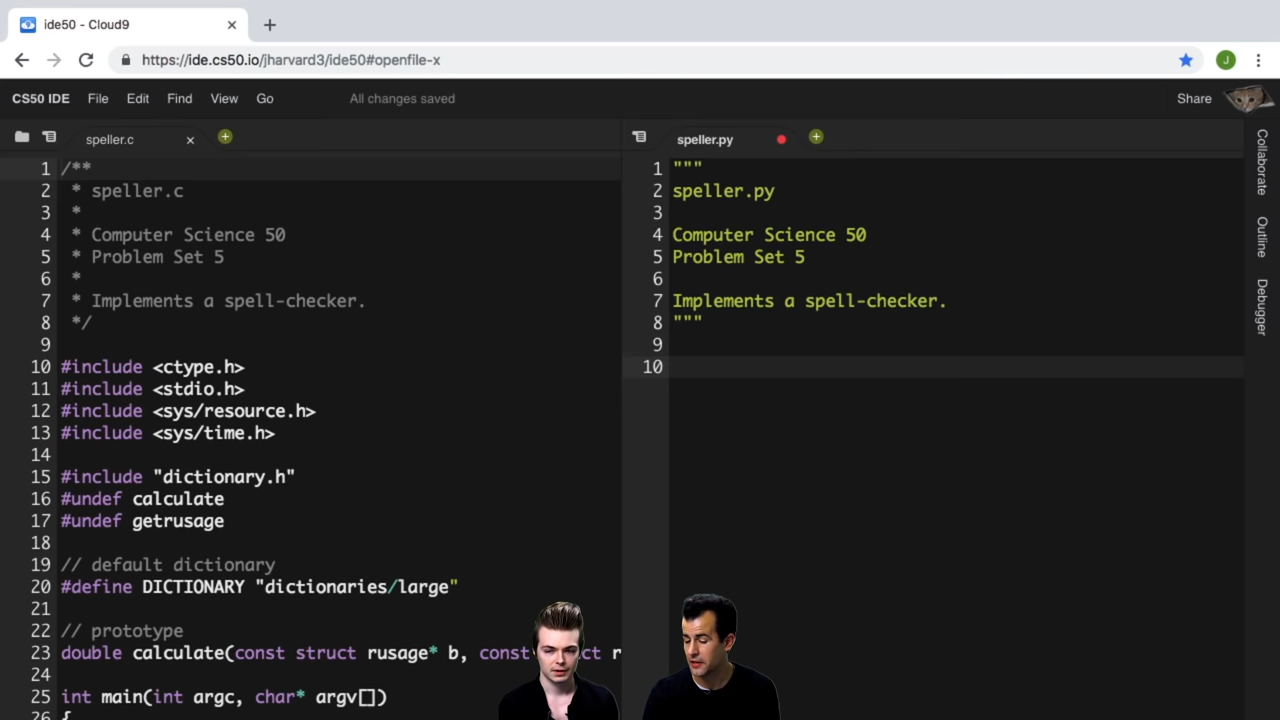 ide50 - Cloud9
https://ide.cs50.io/jharvard3/ide50#openfile-x
J
CS50 IDE File Edit Find View Go All changes saved Share
speller.c
1 /**
2 * speller.c
3 *
4 * Computer Science 50
5 * Problem Set 5
6 *
7 * Implements a spell-checker.
8 */
9
10 #include <ctype.h>
11 #include <stdio.h>
12 #include <sys/resource.h>
13 #include <sys/time.h>
14
15 #include "dictionary.h"
16 #undef calculate
17 #undef getrusage
18
19 // default dictionary
20 #define DICTIONARY "dictionaries/large"
21
22 // prototype
23 double calculate(const struct rusage* b, const ct r
24
25 int main(int argc, char* argv[])
26 {
speller.py
1 """
2 speller.py
3
4 Computer Science 50
5 Problem Set 5
6
7 Implements a spell-checker.
8 """
9
10
Collaborate
Outline
Debugger